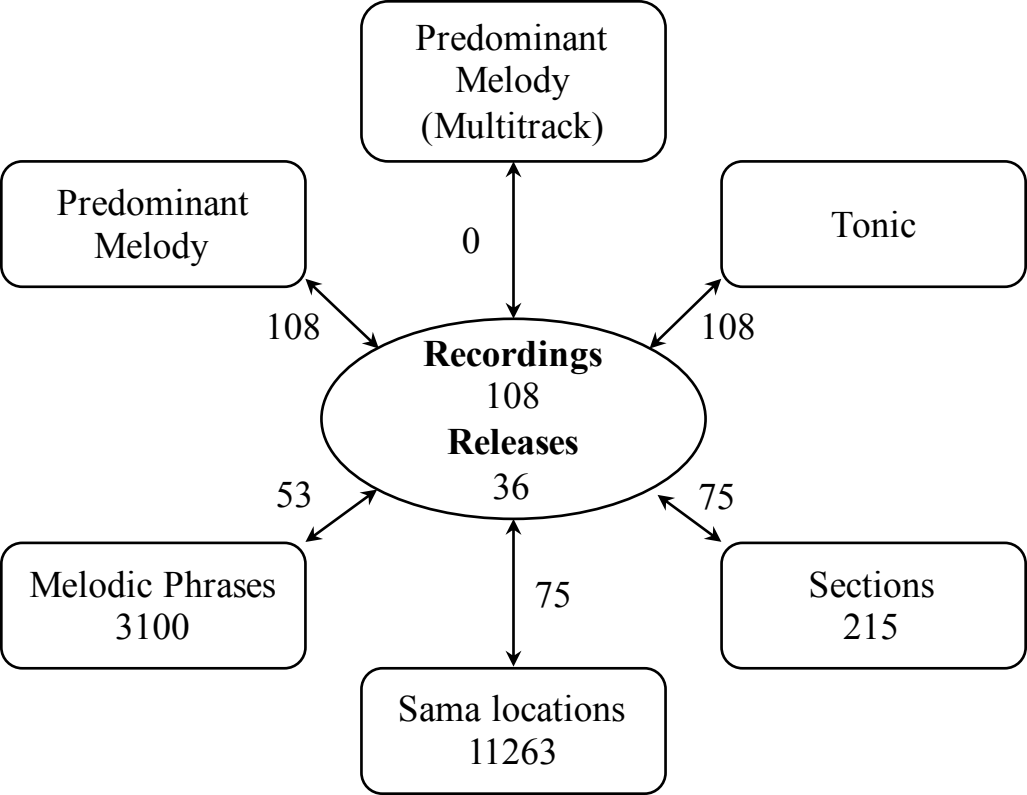 Predominant
Melody
(Multitrack)
Predominant
Melody
Tonic
0
108
108
Recordings
108
Releases
36
53
75
75
Melodic Phrases
3100
Sections
215
Sama locations
11263